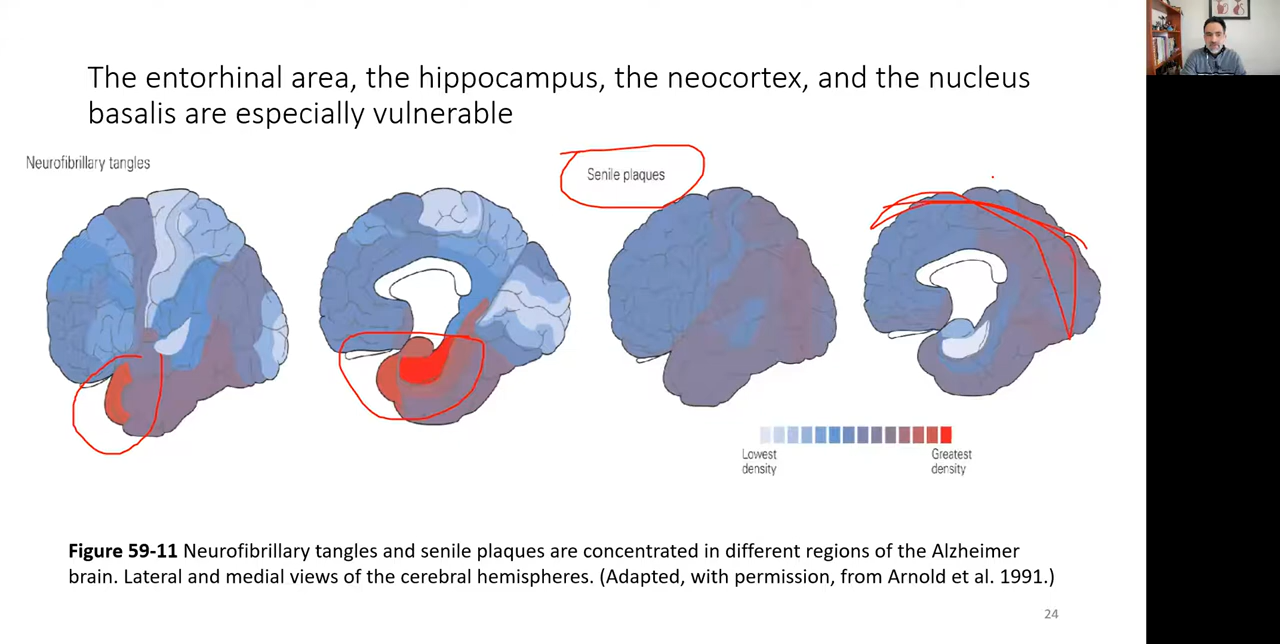 The entorhinal area, the hippocampus, the neocortex, and the nucleus
basalis are especially vulnerable
Neurofibrillary tangles
Senile plaques
Lowest
density
Greatest
density
Figure 59-11 Neurofibrillary tangles and senile plaques are concentrated in different regions of the Alzheimer
brain. Lateral and medial views of the cerebral hemispheres. (Adapted, with permission, from Arnold et al. 1991.)
24